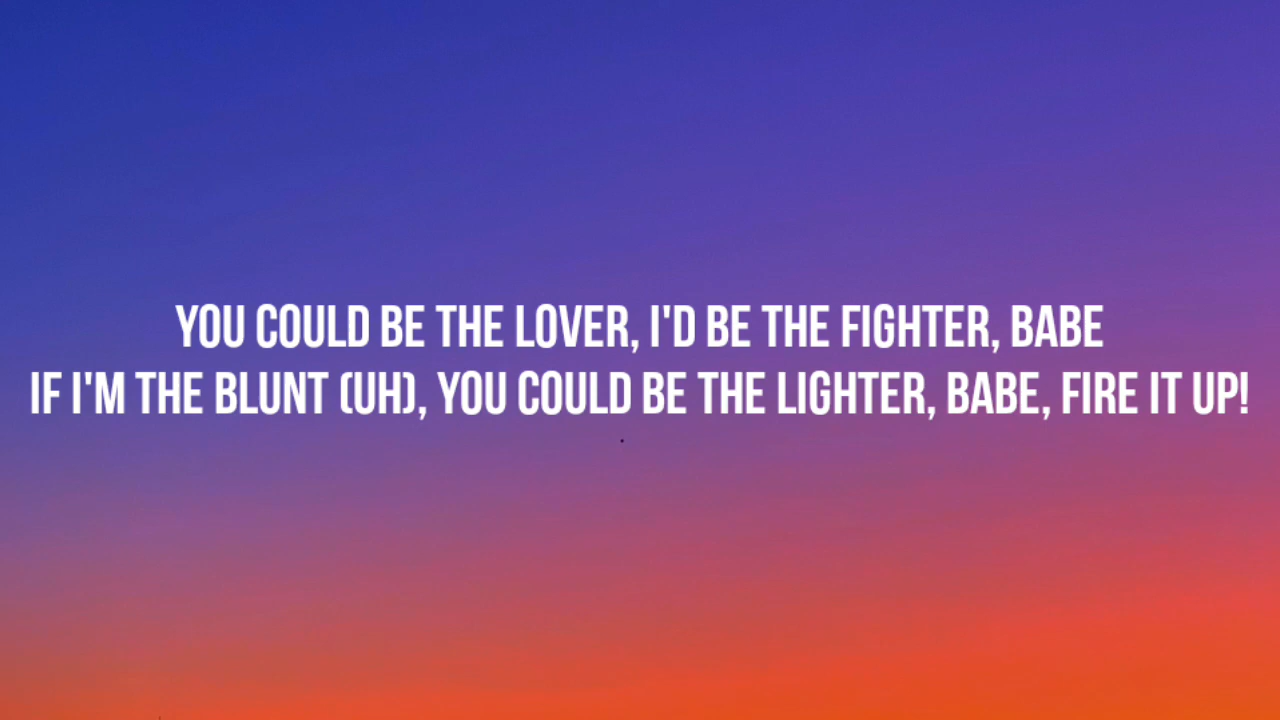 YOU COULD BE THE LOVER, I'D BE THE FIGHTER, BABE
IF I'M THE BLUNT (UH), YOU COULD BE THE LIGHTER, BABE, FIRE IT UP!